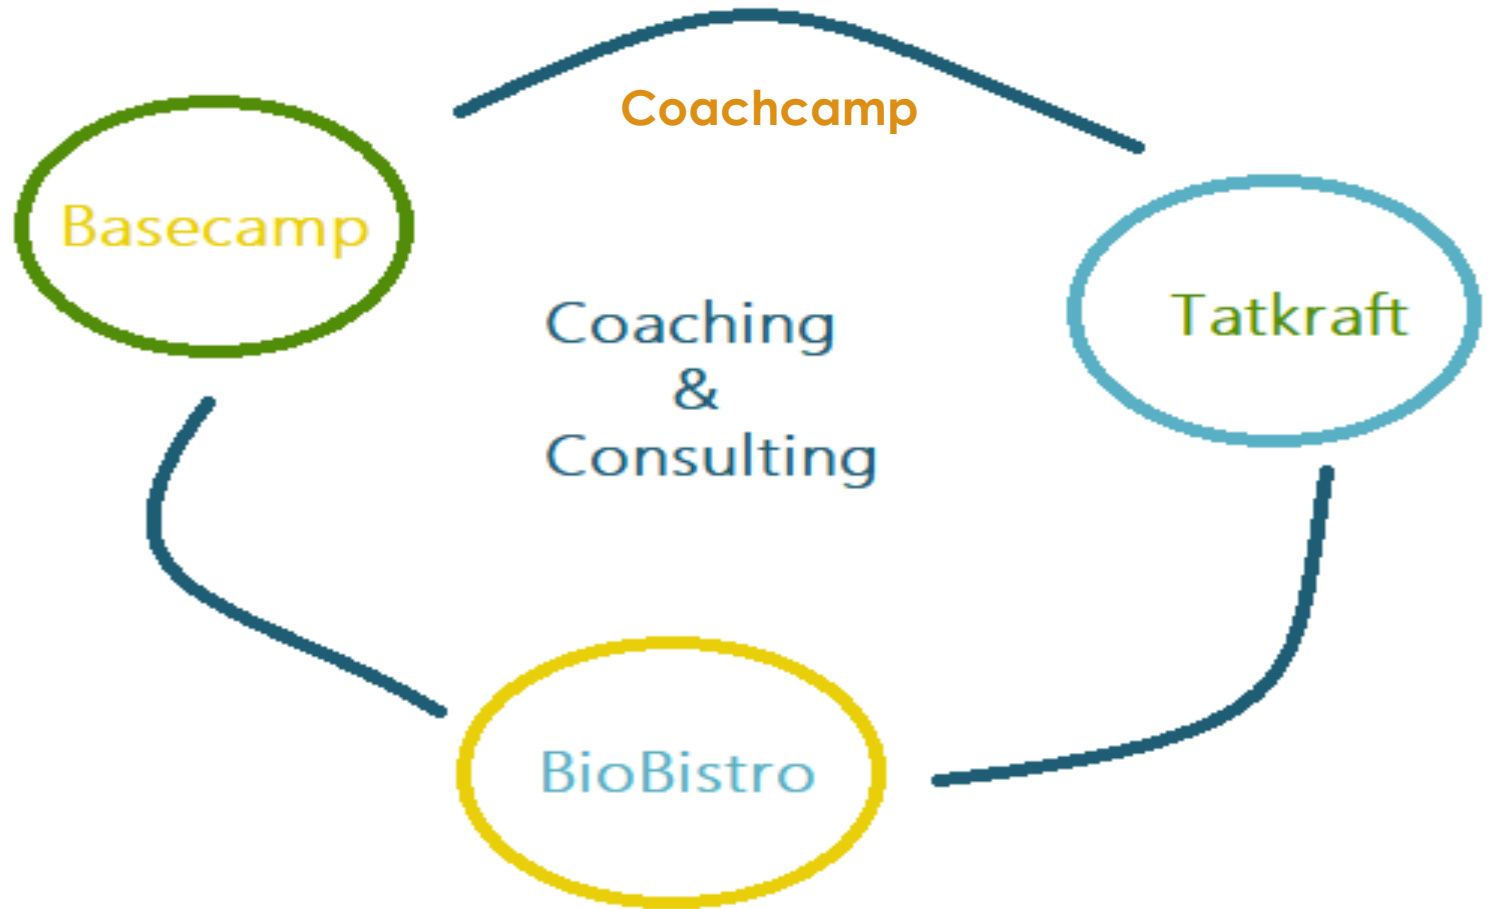 Coachcamp
Basecamp
Tatkraft
Coaching
&
Consulting
BioBistro